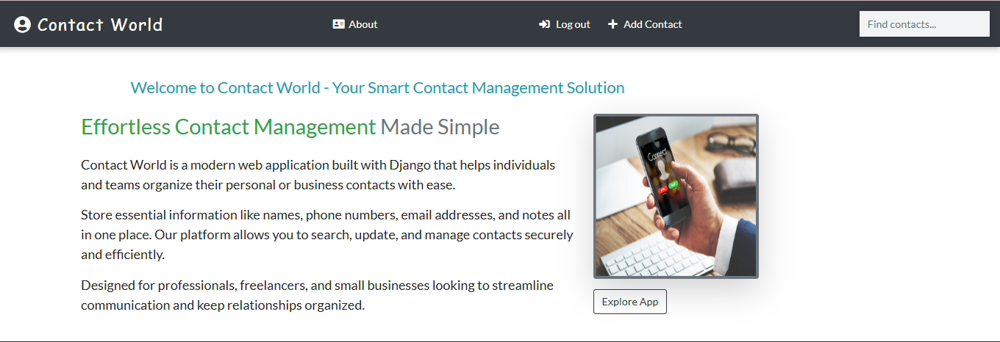 Contact World
About
Log out
Add Contact
Find contacts...
Welcome to Contact World - Your Smart Contact Management Solution
Effortless Contact Management Made Simple
Contact World is a modern web application built with Django that helps individuals
and teams organize their personal or business contacts with ease.
Store essential information like names, phone numbers, email addresses, and notes all
in one place. Our platform allows you to search, update, and manage contacts securely
and efficiently.
Designed for professionals, freelancers, and small businesses looking to streamline
communication and keep relationships organized.
Connect
Explore App